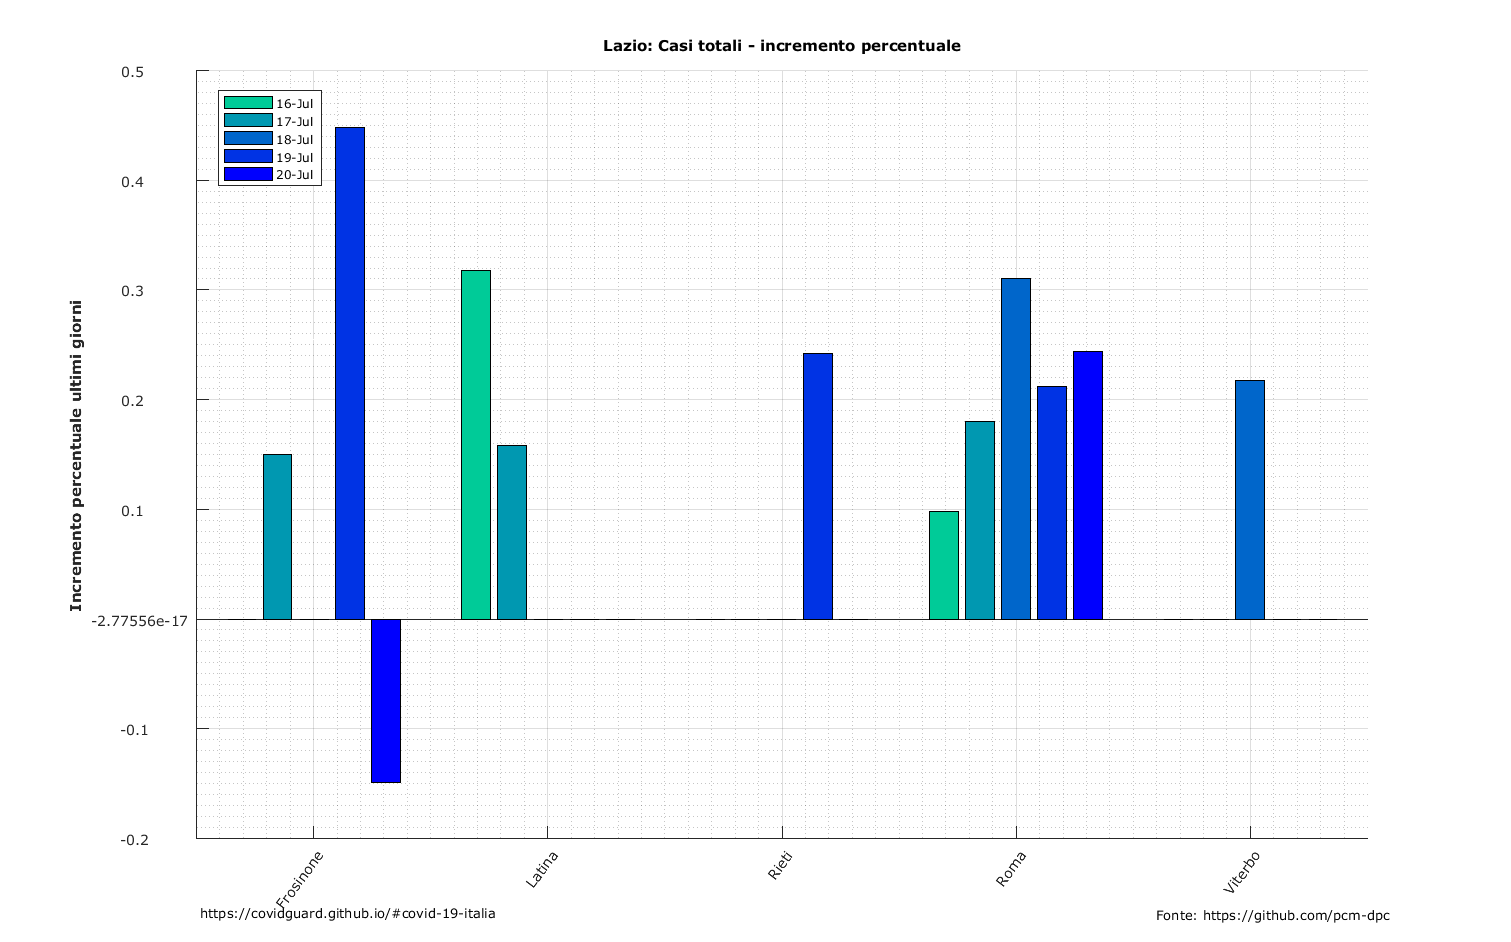 Lazio: Casi totali - incremento percentuale
Incremento percentuale ultimi giorni
0.5
0.4
0.3
0.2
0.1
-2.77556e-17
-0.1
-0.2
16-Jul
17-Jul
18-Jul
19-Jul
20-Jul
Frosinone
Latina
Rieti
Roma
Viterbo
https://covidguard.github.io/#covid-19-italia
Fonte: https://github.com/pcm-dpc